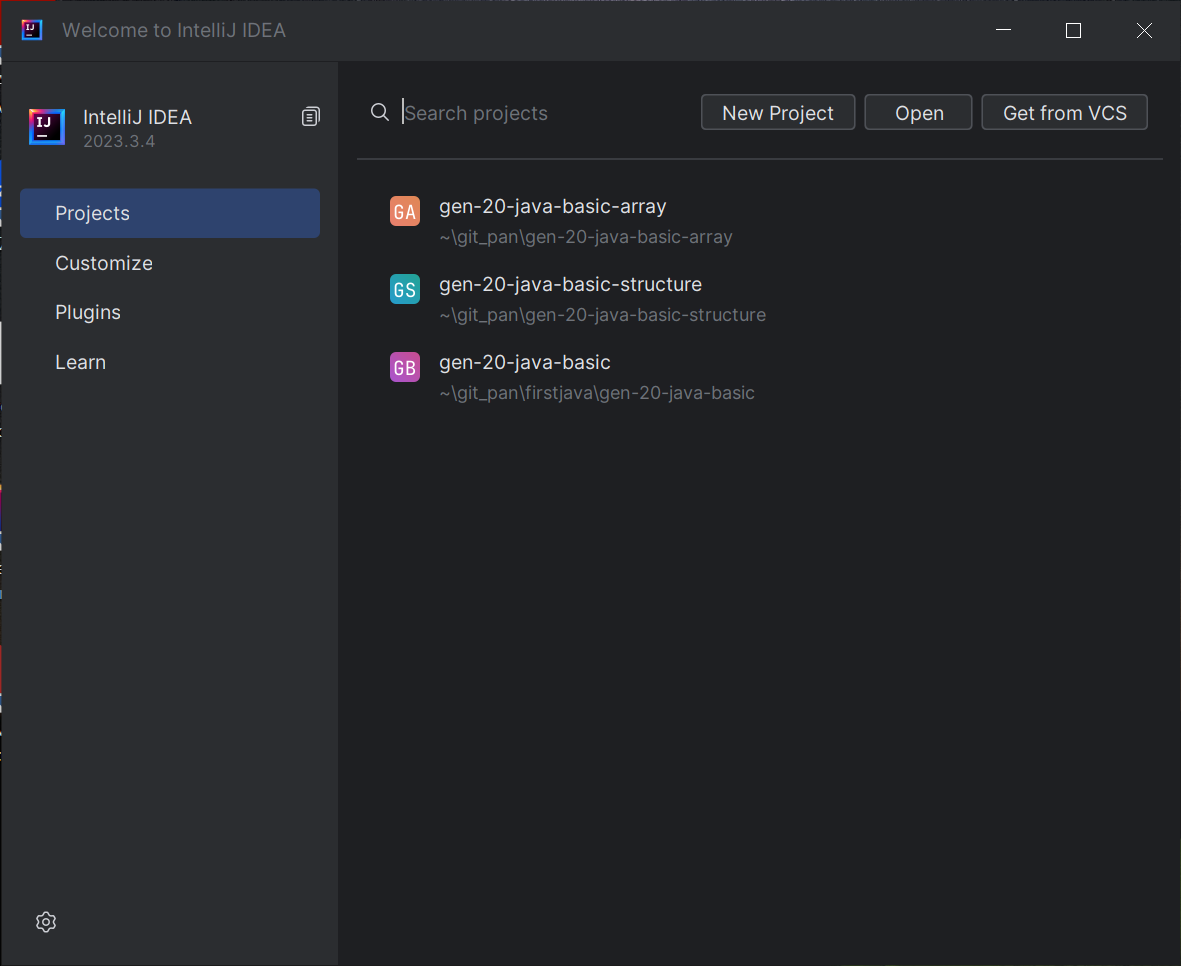 Welcome to IntelliJ IDEA
IntelliJ IDEA
2023.3.4
Projects
Customize
Plugins
Learn
Search projects
New Project
Open
Get from VCS
GA
gen-20-java-basic-array
~\git_pan\gen-20-java-basic-array
GS
gen-20-java-basic-structure
~\git_pan\gen-20-java-basic-structure
GB
gen-20-java-basic
~\git_pan\firstjava\gen-20-java-basic